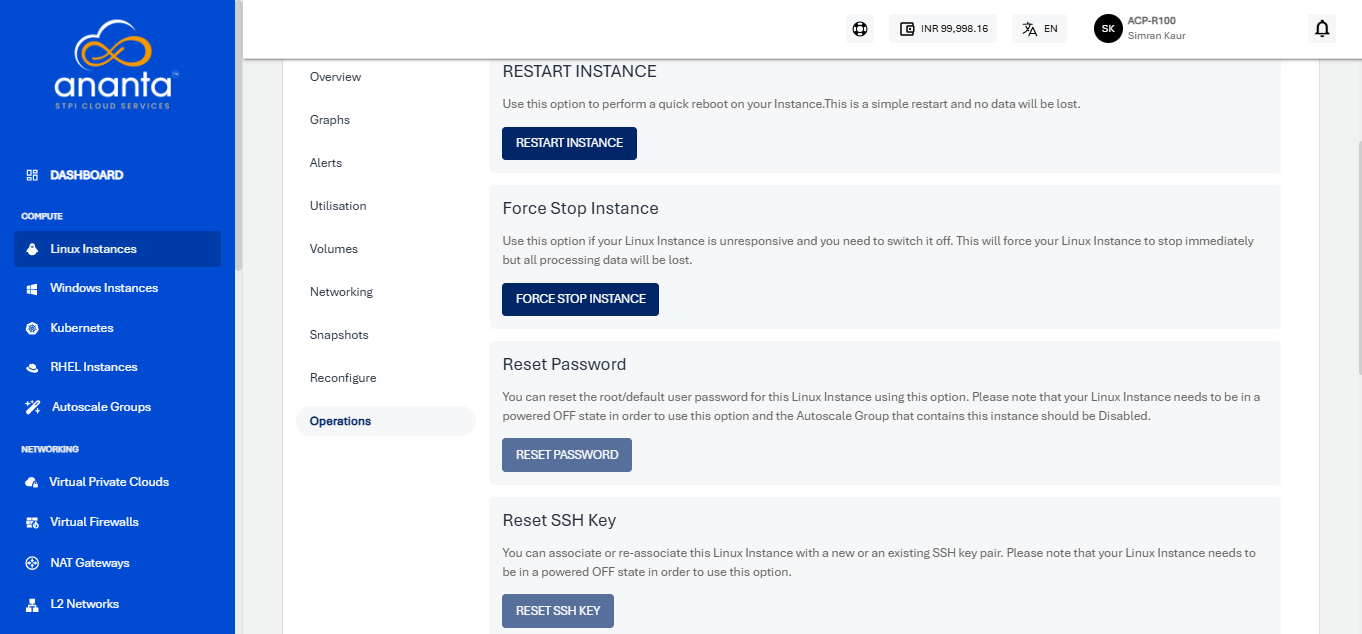 ananta™
STPI CLOUD SERVICES
DASHBOARD
COMPUTE
Linux Instances
Windows Instances
Kubernetes
RHEL Instances
Autoscale Groups
NETWORKING
Virtual Private Clouds
Virtual Firewalls
NAT Gateways
L2 Networks
INR 99,998.16
EN
SK
ACP-R100
Simran Kaur
Overview
Graphs
Alerts
Utilisation
Volumes
Networking
Snapshots
Reconfigure
Operations
RESTART INSTANCE
Use this option to perform a quick reboot on your Instance.This is a simple restart and no data will be lost.
RESTART INSTANCE
Force Stop Instance
Use this option if your Linux Instance is unresponsive and you need to switch it off. This will force your Linux Instance to stop immediately
but all processing data will be lost.
FORCE STOP INSTANCE
Reset Password
You can reset the root/default user password for this Linux Instance using this option. Please note that your Linux Instance needs to be in a
powered OFF state in order to use this option and the Autoscale Group that contains this instance should be Disabled.
RESET PASSWORD
Reset SSH Key
You can associate or re-associate this Linux Instance with a new or an existing SSH key pair. Please note that your Linux Instance needs to
be in a powered OFF state in order to use this option.
RESET SSH KEY